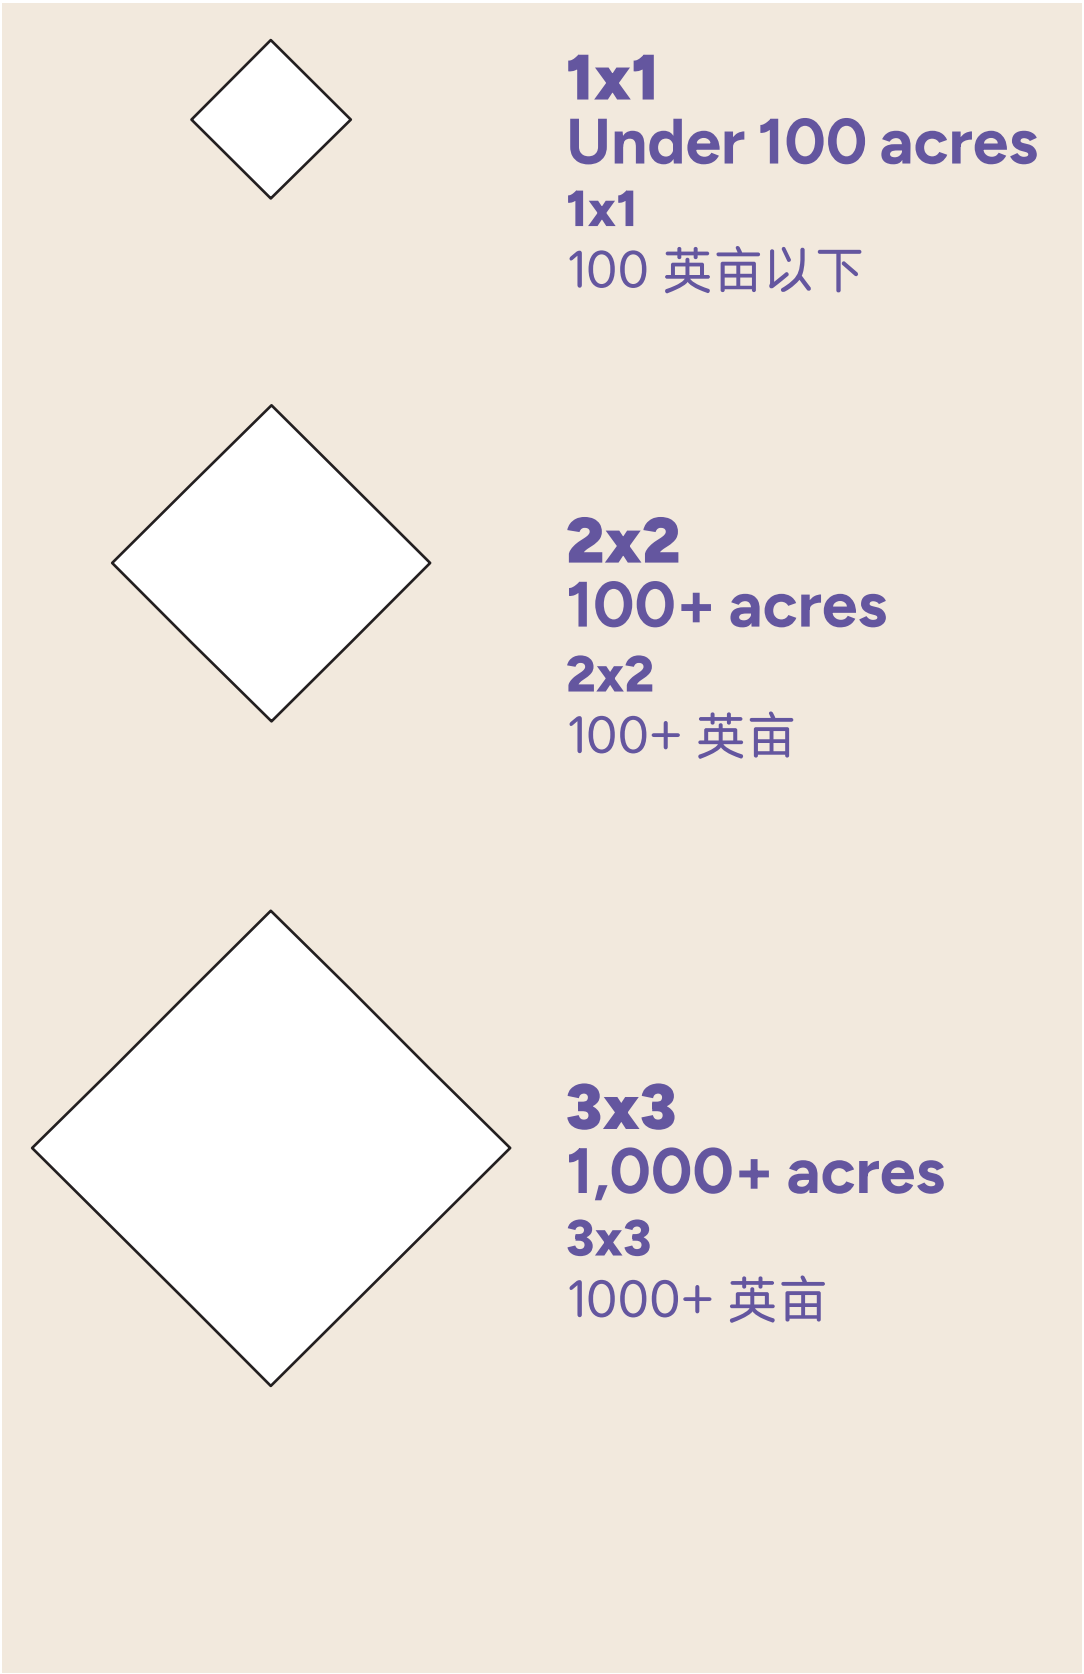 1x1
Under 100 acres
1x1
100 英亩以下
2x2
100+ acres
2x2
100+ 英亩
3x3
1,000+ acres
3x3
1000+ 英亩